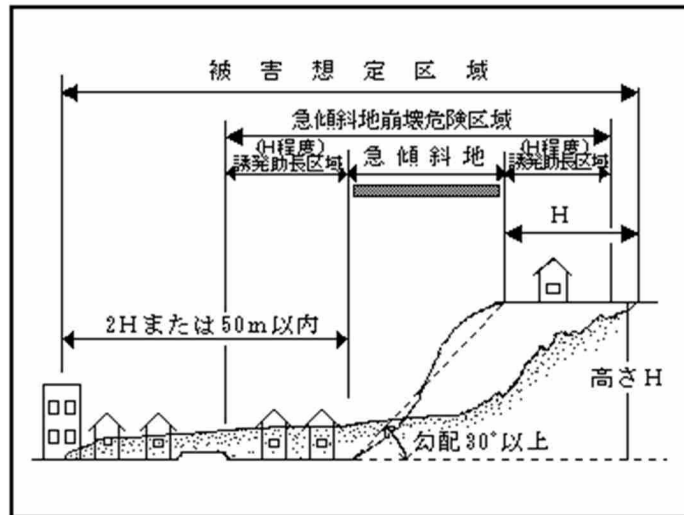 被害想定区域
急傾斜地崩壊危険区域
(H程度)
誘発助長区域
急傾斜地
(H程度)
誘発助長区域
H
2Hまたは50m以内
高さH
勾配30°以上